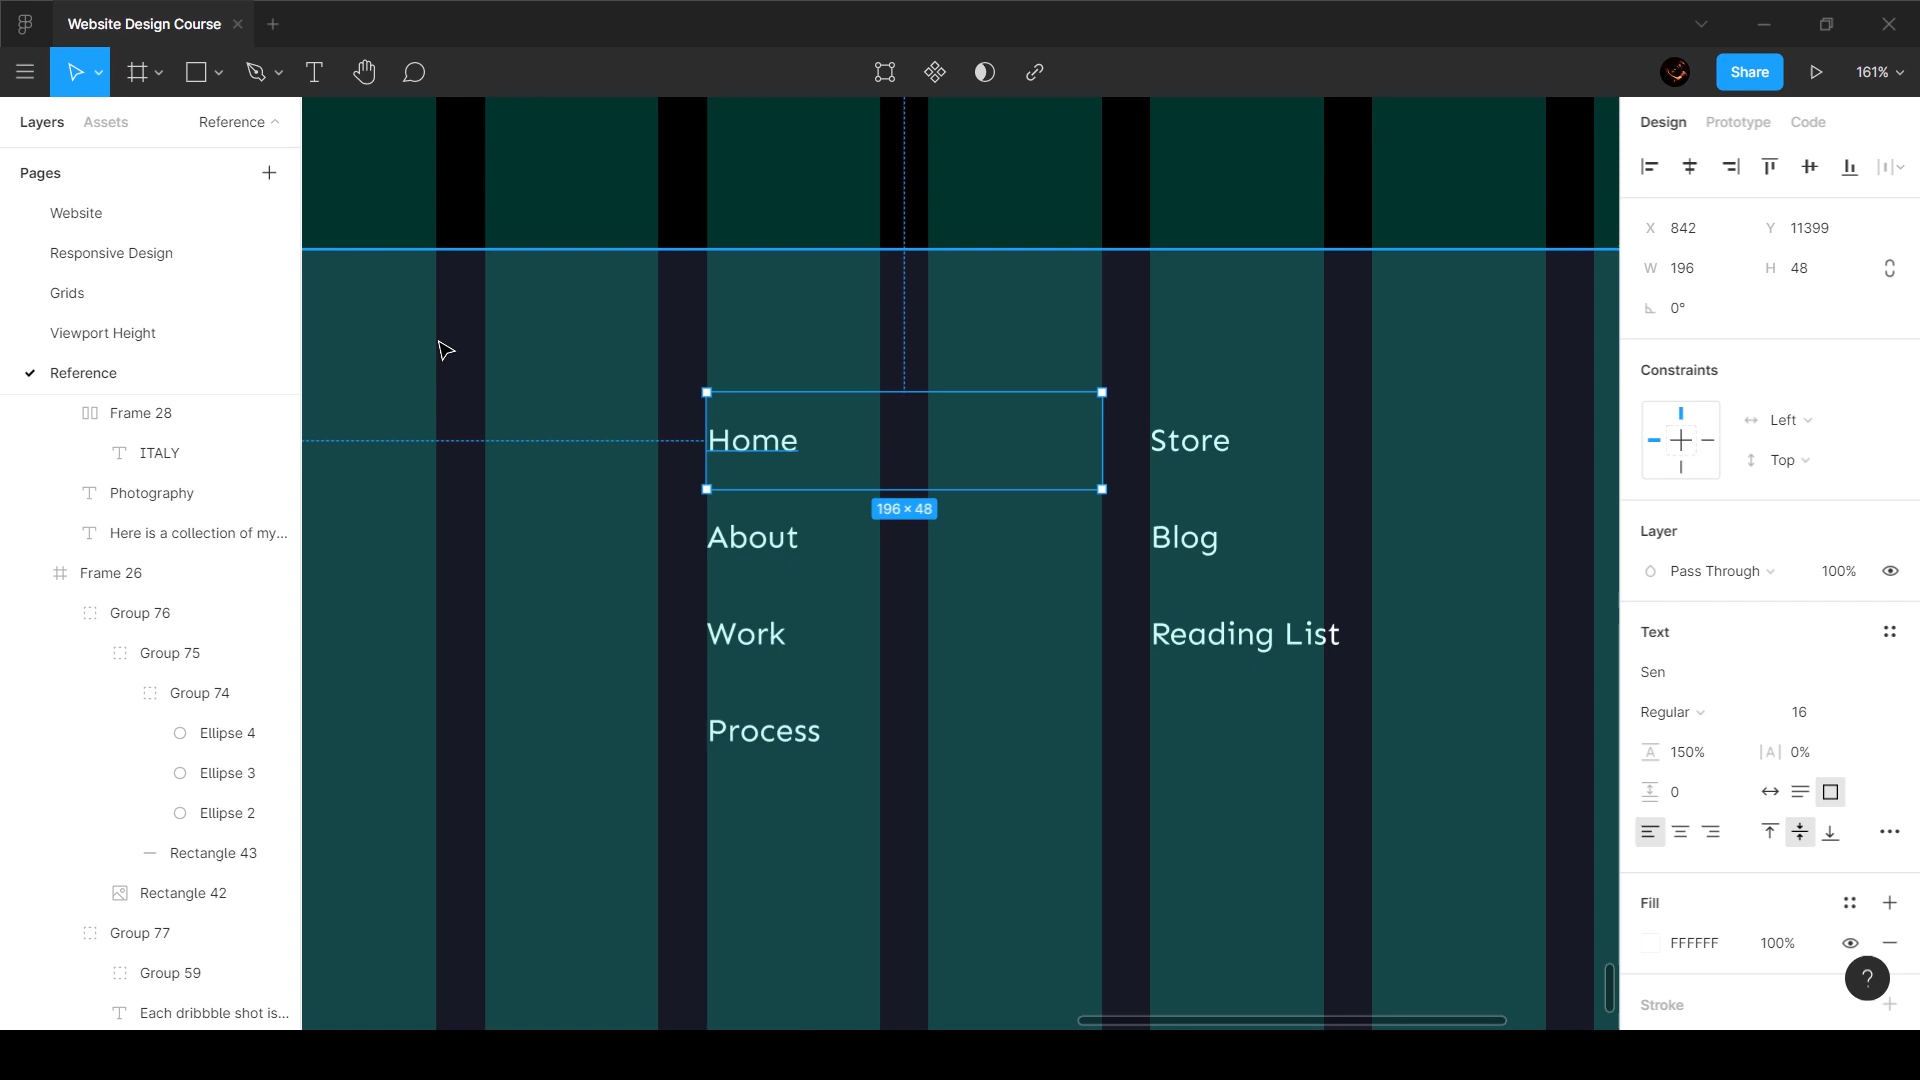 Website Design Course
Share
161%
Layers
Assets
Reference
Pages
Website
Responsive Design
Grids
Viewport Height
Reference
Frame 28
ITALY
Photography
Here is a collection of my...
Frame 26
Group 76
Group 75
Group 74
Ellipse 4
Ellipse 3
Ellipse 2
Rectangle 43
Rectangle 42
Group 77
Group 59
Each dribbble shot is...
Home
Store
196 × 48
About
Blog
Work
Reading List
Process
Design
Prototype
Code
X 842
Y 11399
W 196
H 48
0°
Constraints
Left
Top
Layer
Pass Through
100%
Text
Sen
Regular
16
A 150%
|A| 0%
0
Fill
FFFFFF
100%
?
Stroke